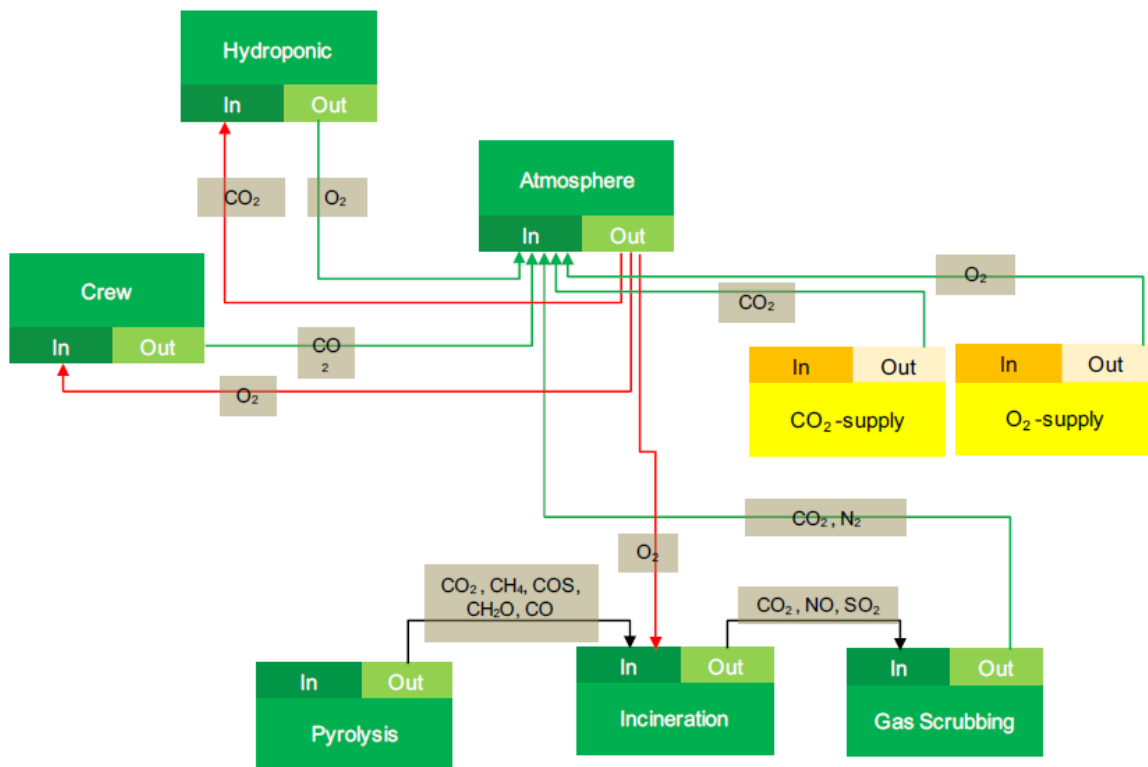 Hydroponic
In Out
CO₂ O₂
Atmosphere
In Out
Crew
In Out
CO
2
O₂
O₂
CO₂
In Out
CO₂ -supply
In Out
O₂ -supply
CO₂ , N₂
O₂
CO₂ , CH₄, COS,
CH₂O, CO
CO₂ , NO, SO₂
In Out
Pyrolysis
In Out
Incineration
In Out
Gas Scrubbing